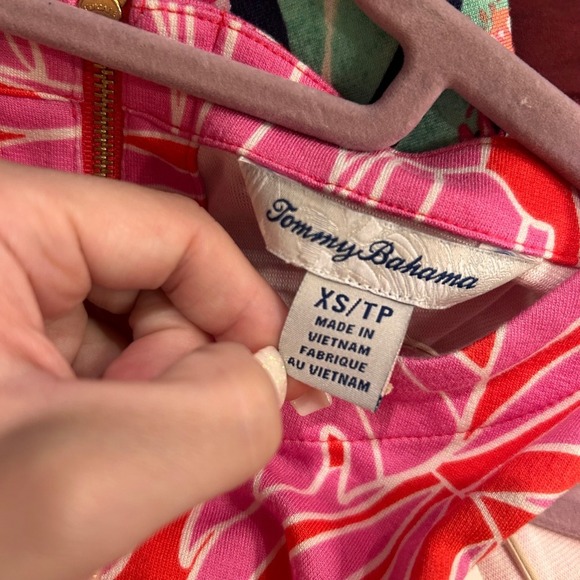 Tommy Bahama
XS/TP
MADE IN
VIETNAM
FABRIQUE
AU VIETNAM